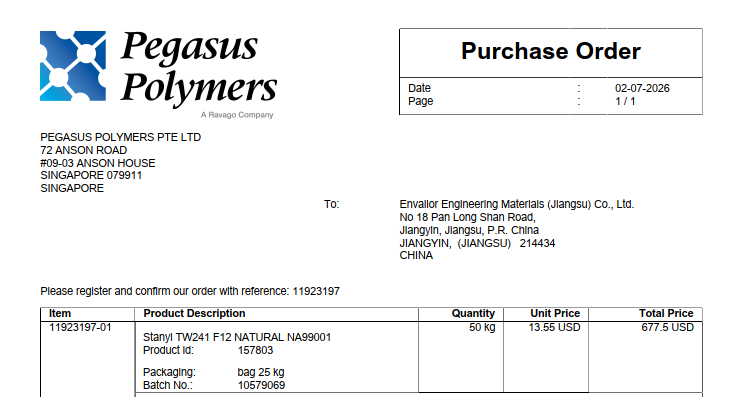 Pegasus
Polymers
A Ravago Company
Purchase Order
Date : 02-07-2026
Page : 1 / 1
PEGASUS POLYMERS PTE LTD
72 ANSON ROAD
#09-03 ANSON HOUSE
SINGAPORE 079911
SINGAPORE
To: Envalior Engineering Materials (Jiangsu) Co., Ltd.
No 18 Pan Long Shan Road,
Jiangyin, Jiangsu, P.R. China
JIANGYIN, (JIANGSU) 214434
CHINA
Please register and confirm our order with reference: 11923197
Item Product Description Quantity Unit Price Total Price
11923197-01 50 kg 13.55 USD 677.5 USD
Stanyl TW241 F12 NATURAL NA99001
Product Id: 157803
Packaging: bag 25 kg
Batch No.: 10579069